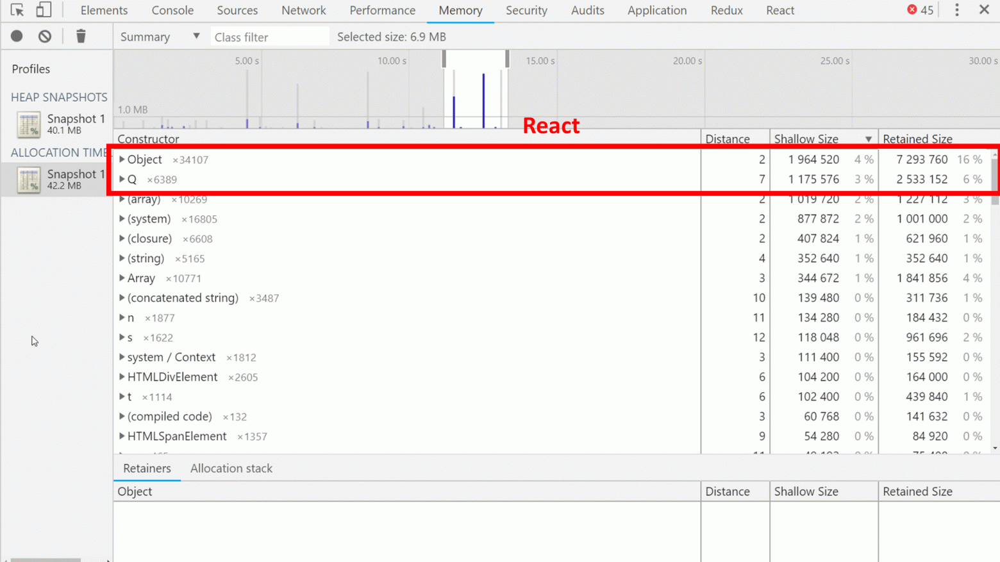 Elements Console Sources Network Performance Memory Security Audits Application Redux React 45
Summary Class filter Selected size: 6.9 MB
5.00 s 10.00 s 15.00 s 20.00 s 25.00 s 30.00 s
Profiles
HEAP SNAPSHOTS
Snapshot 1
40.1 MB
ALLOCATION TIME
Snapshot 1
42.2 MB
1.0 MB
React
Constructor Distance Shallow Size Retained Size
Object ×34107 2 1 964 520 4 % 7 293 760 16 %
Q ×6389 7 1 175 576 3 % 2 533 152 6 %
(array) ×10269 2 1 019 720 2 % 1 227 112 3 %
(system) ×16805 2 877 872 2 % 1 001 000 2 %
(closure) ×6608 2 407 824 1 % 621 960 1 %
(string) ×5165 4 352 640 1 % 352 640 1 %
Array ×10771 3 344 672 1 % 1 841 856 4 %
(concatenated string) ×3487 10 139 480 0 % 311 736 1 %
n ×1877 11 134 280 0 % 184 432 0 %
s ×1622 12 118 048 0 % 961 696 2 %
system / Context ×1812 3 111 400 0 % 155 592 0 %
HTMLDivElement ×2605 6 104 200 0 % 164 000 0 %
t ×1114 6 102 400 0 % 439 840 1 %
(compiled code) ×132 3 60 768 0 % 141 632 0 %
HTMLSpanElement ×1357 9 54 280 0 % 84 920 0 %
Retainers Allocation stack
Object Distance Shallow Size Retained Size